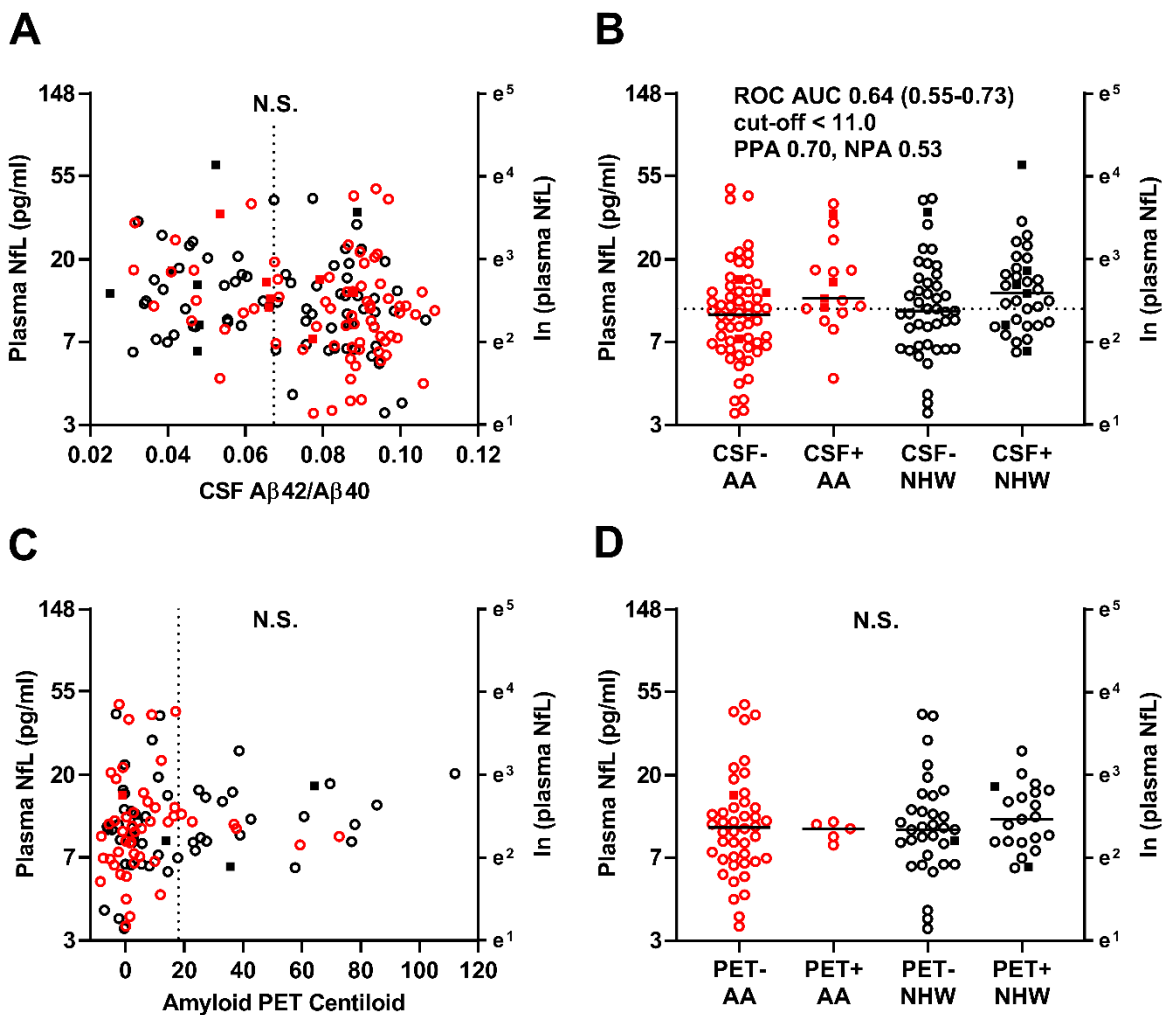 A
N.S.
148
55
20
7
3
Plasma NfL (pg/ml)
e5
e4
e3
e2
e1
ln (plasma NfL)
0.02 0.04 0.06 0.08 0.10 0.12
CSF Aβ42/Aβ40
B
ROC AUC 0.64 (0.55-0.73)
cut-off < 11.0
PPA 0.70, NPA 0.53
148
55
20
7
3
Plasma NfL (pg/ml)
e5
e4
e3
e2
e1
ln (plasma NfL)
CSF- CSF+ CSF- CSF+
AA AA NHW NHW
C
N.S.
148
55
20
7
3
Plasma NfL (pg/ml)
e5
e4
e3
e2
e1
ln (plasma NfL)
0 20 40 60 80 100 120
Amyloid PET Centiloid
D
N.S.
148
55
20
7
3
Plasma NfL (pg/ml)
e5
e4
e3
e2
e1
ln (plasma NfL)
PET- PET+ PET- PET+
AA AA NHW NHW